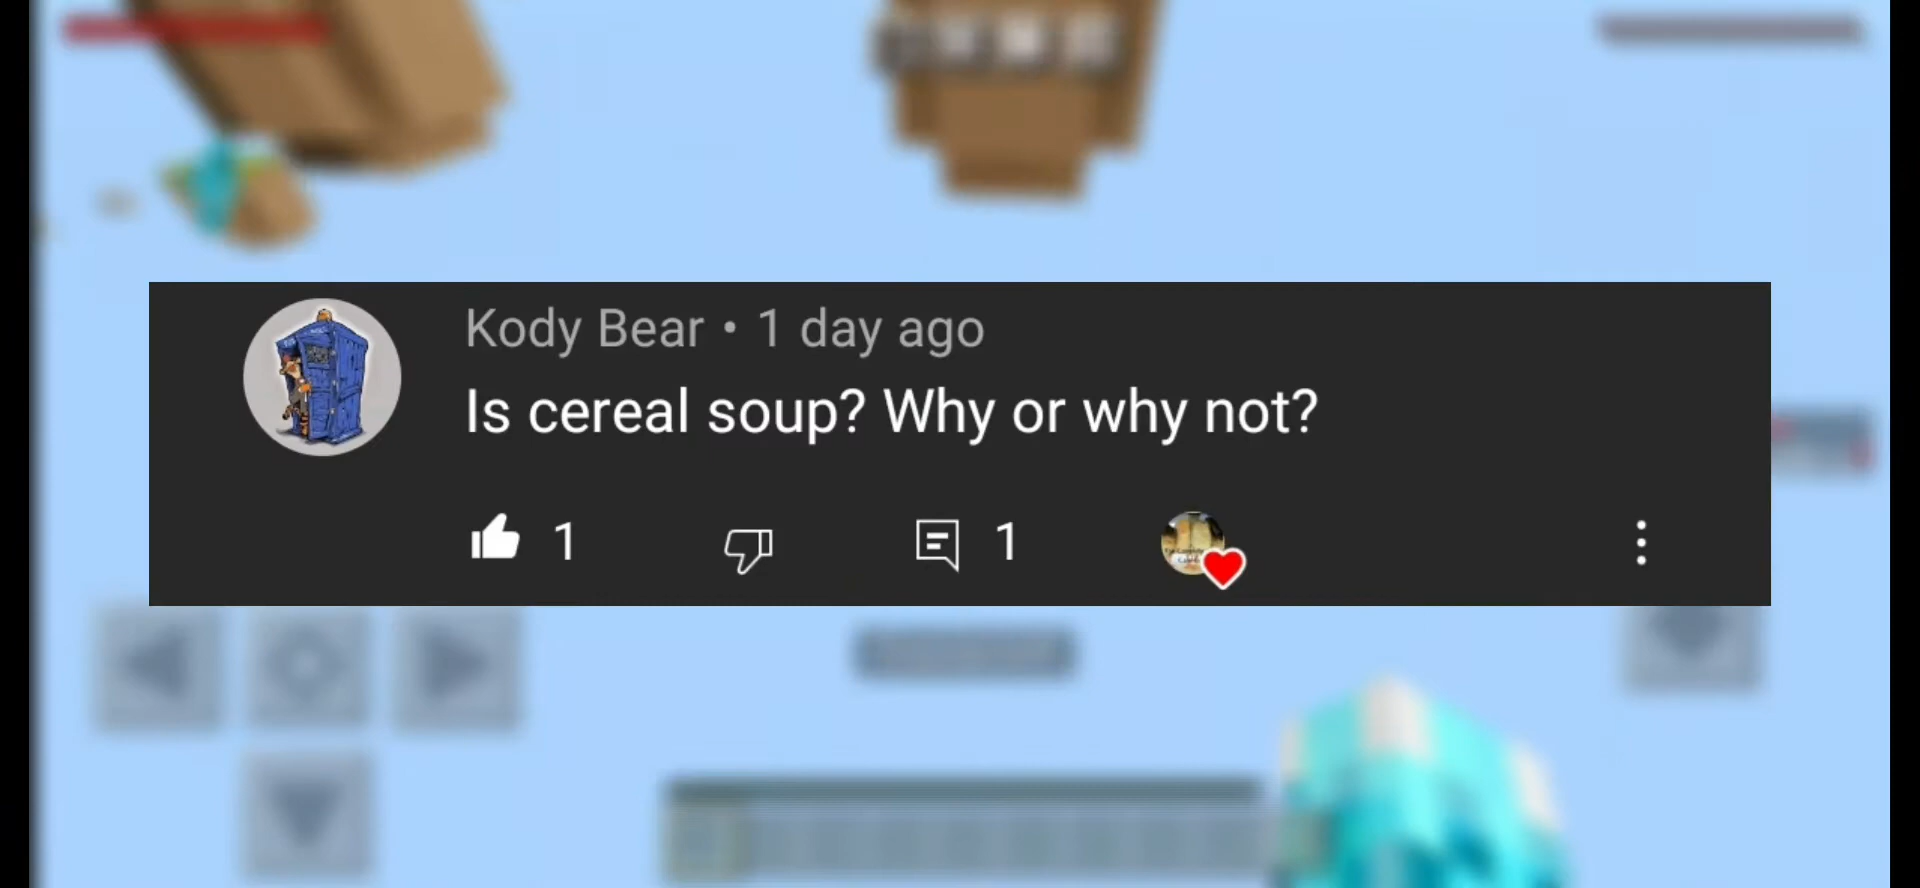 Kody Bear • 1 day ago
Is cereal soup? Why or why not?
1
1